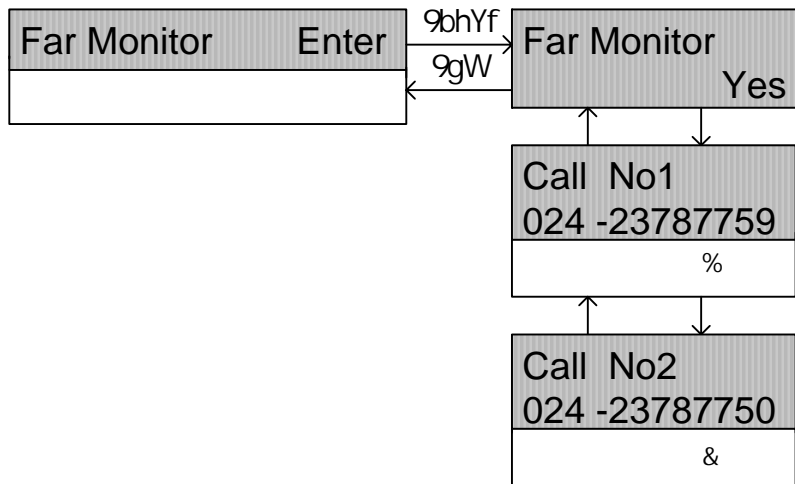 Far Monitor Enter
9bhYf
9gW
Far Monitor
Yes
Call No1
024 -23787759
%
Call No2
024 -23787750
&